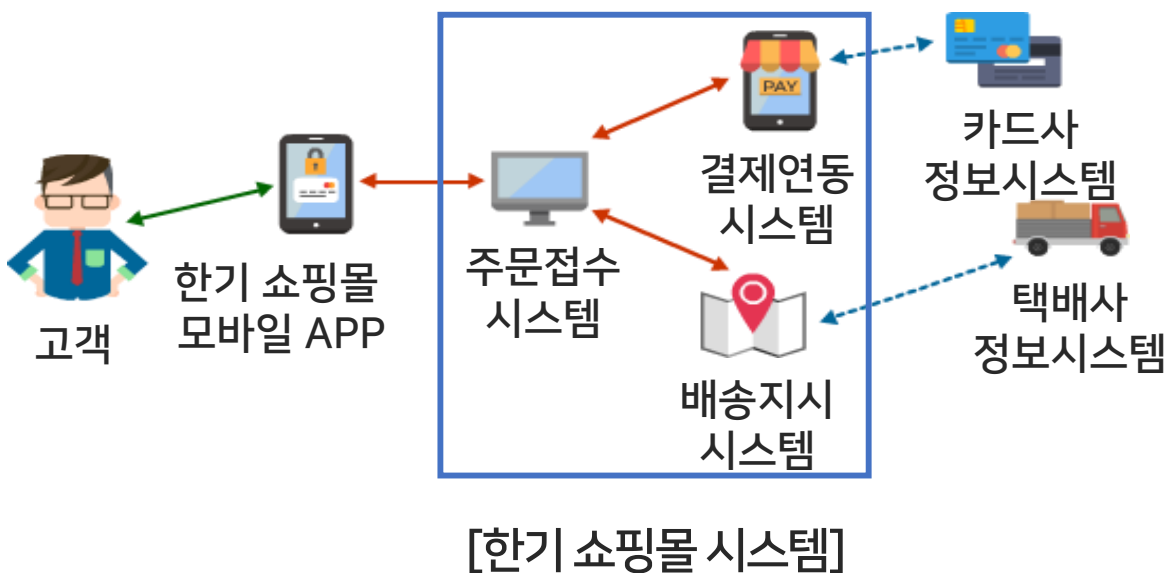 고객
한기 쇼핑몰
모바일 APP
주문접수
시스템
PAY
결제연동
시스템
배송지시
시스템
카드사
정보시스템
택배사
정보시스템
[한기 쇼핑몰 시스템]